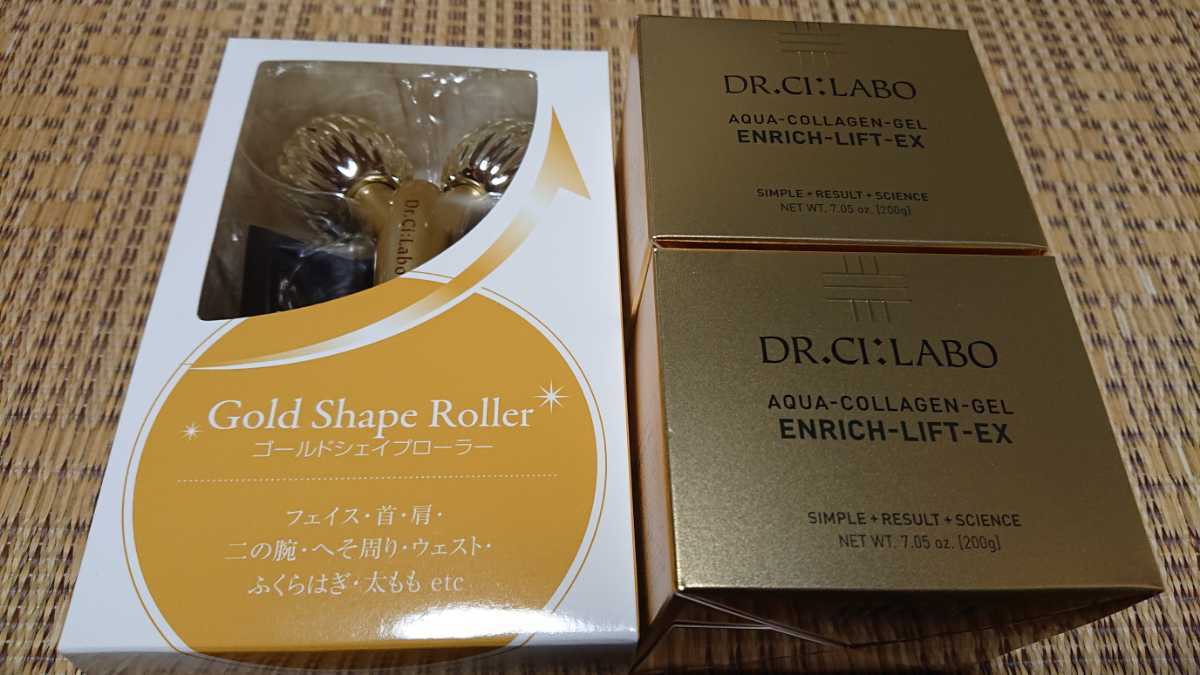 Dr.Ci:Labo
Gold Shape Roller
ゴールドシェイプローラー
フェイス・首・肩・
二の腕・へそ周り・ウェスト・
ふくらはぎ・太もも etc
DR.CI:LABO
AQUA-COLLAGEN-GEL
ENRICH-LIFT-EX
SIMPLE+RESULT+SCIENCE
NET WT. 7.05 oz. [200g]
DR.CI:LABO
AQUA-COLLAGEN-GEL
ENRICH-LIFT-EX
SIMPLE+RESULT+SCIENCE
NET WT. 7.05 oz. [200g]